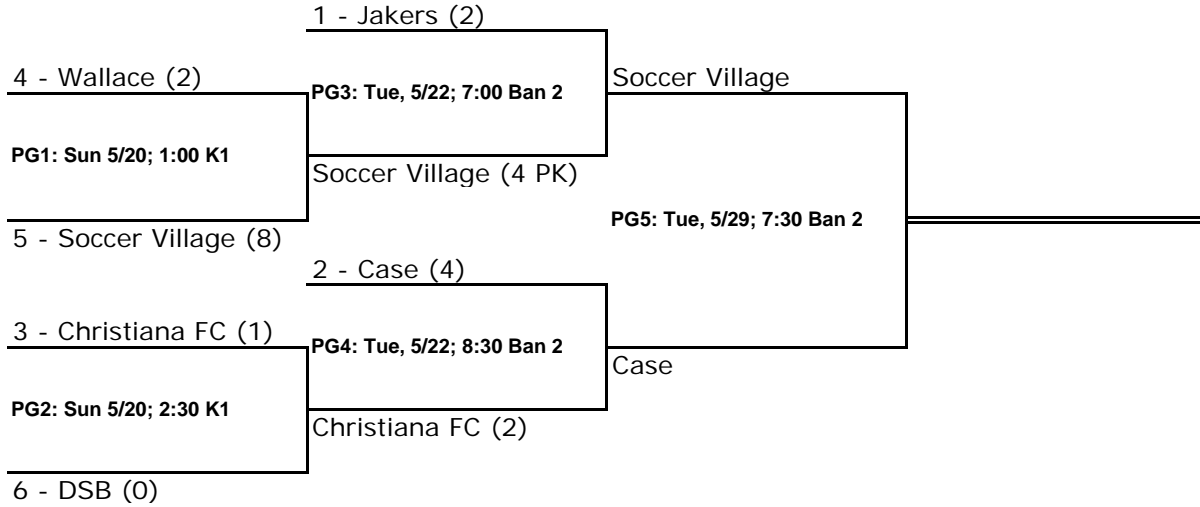 1 - Jakers (2)
4 - Wallace (2)
PG3: Tue, 5/22; 7:00 Ban 2
Soccer Village
PG1: Sun 5/20; 1:00 K1
Soccer Village (4 PK)
5 - Soccer Village (8)
PG5: Tue, 5/29; 7:30 Ban 2
2 - Case (4)
3 - Christiana FC (1)
PG4: Tue, 5/22; 8:30 Ban 2
Case
PG2: Sun 5/20; 2:30 K1
Christiana FC (2)
6 - DSB (0)